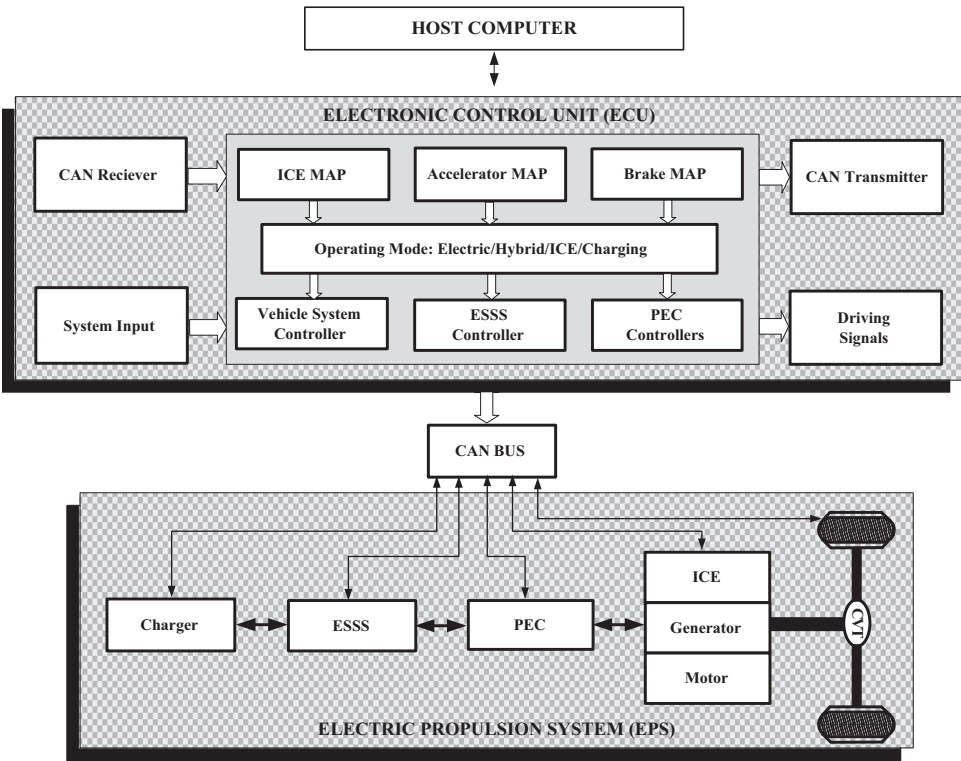 HOST COMPUTER
ELECTRONIC CONTROL UNIT (ECU)
CAN Reciever
ICE MAP
Accelerator MAP
Brake MAP
CAN Transmitter
Operating Mode: Electric/Hybrid/ICE/Charging
System Input
Vehicle System
Controller
ESSS
Controller
PEC
Controllers
Driving
Signals
CAN BUS
ICE
Charger
ESSS
PEC
Generator
CVT
Motor
ELECTRIC PROPULSION SYSTEM (EPS)